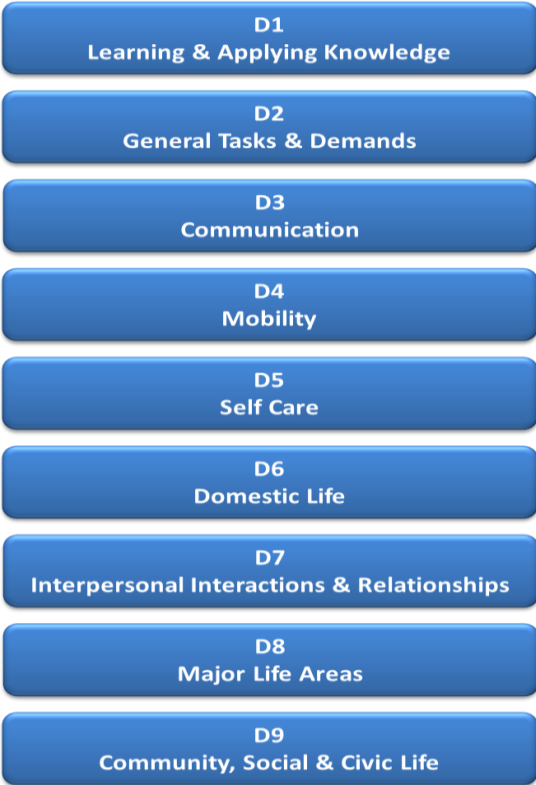 D1
Learning & Applying Knowledge
D2
General Tasks & Demands
D3
Communication
D4
Mobility
D5
Self Care
D6
Domestic Life
D7
Interpersonal Interactions & Relationships
D8
Major Life Areas
D9
Community, Social & Civic Life